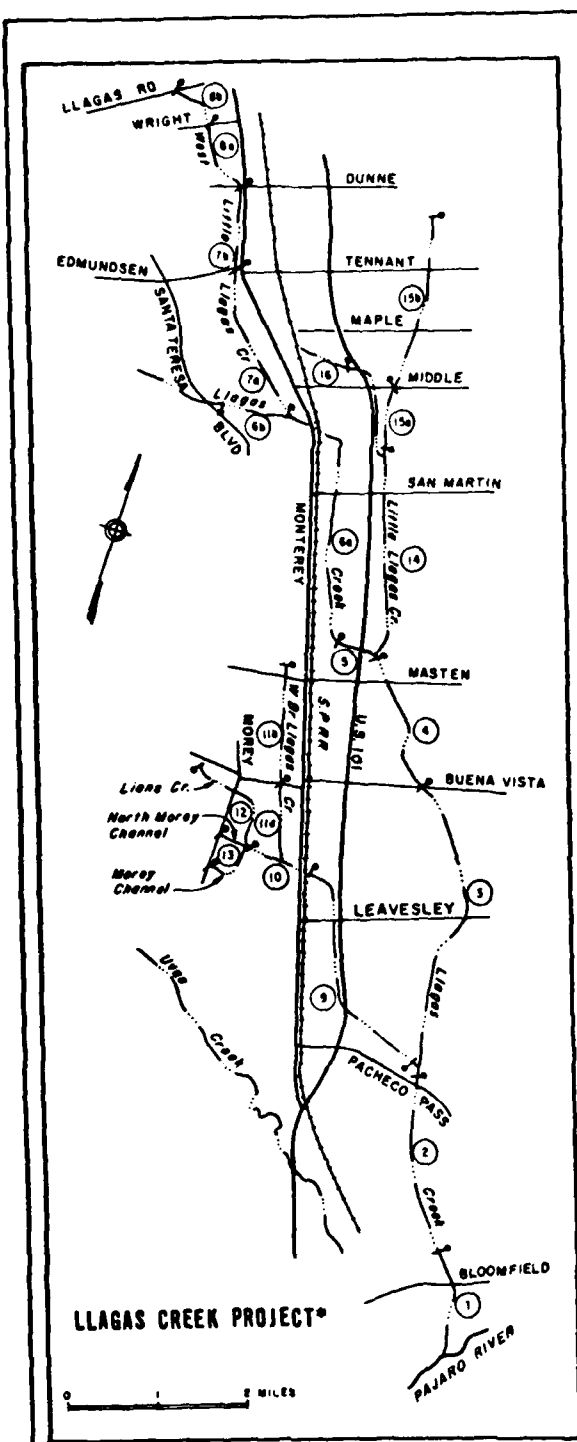 LLAGAS RD
8b
WRIGHT
8a
West
DUNNE
Little
7b
EDMUNDSEN
TENNANT
15b
SANTA TERESA
BLVD
Llagas
Cr
MAPLE
16
7a
MIDDLE
Llagas
6b
15a
SAN MARTIN
MONTEREY
6a
Creek
Little Llagas Cr.
14
5
MASTEN
4
W Br Llagas Cr
11b
S P R R
U.S. 101
MOREY
BUENA VISTA
Lions Cr.
12
11a
North Morey
Channel
13
Morey
Channel
10
3
LEAVESLEY
Uvas
Creek
9
Llagas
PACHECO PASS
2
Creek
BLOOMFIELD
1
LLAGAS CREEK PROJECT*
PAJARO RIVER
0 1 2 MILES